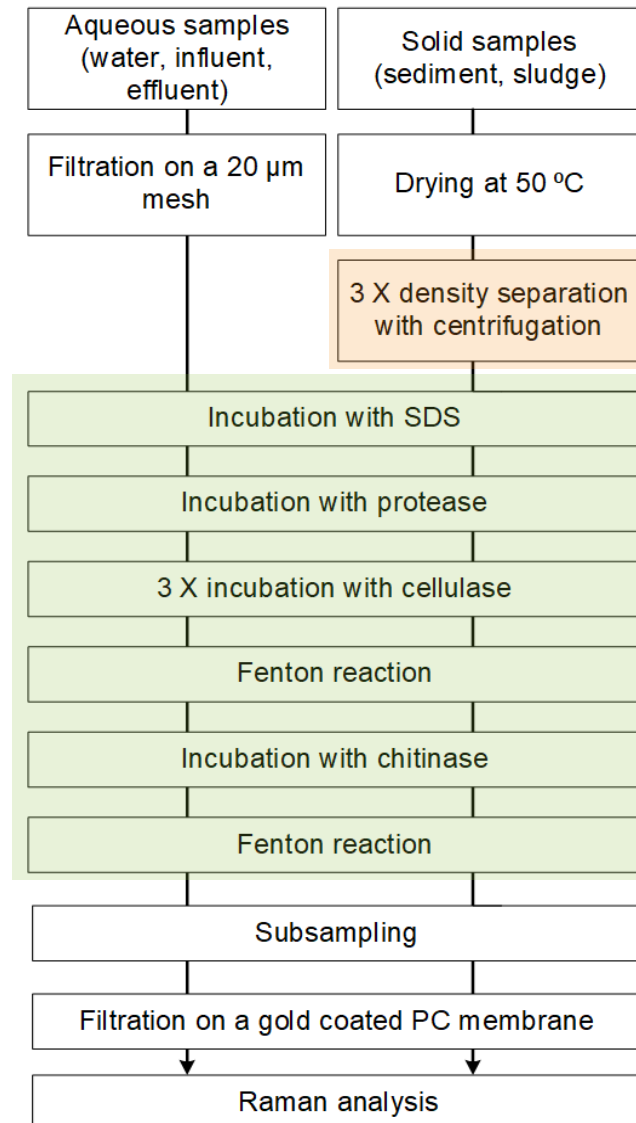 Aqueous samples
(water, influent,
effluent)
Solid samples
(sediment, sludge)
Filtration on a 20 µm
mesh
Drying at 50 ºC
3 X density separation
with centrifugation
Incubation with SDS
Incubation with protease
3 X incubation with cellulase
Fenton reaction
Incubation with chitinase
Fenton reaction
Subsampling
Filtration on a gold coated PC membrane
Raman analysis